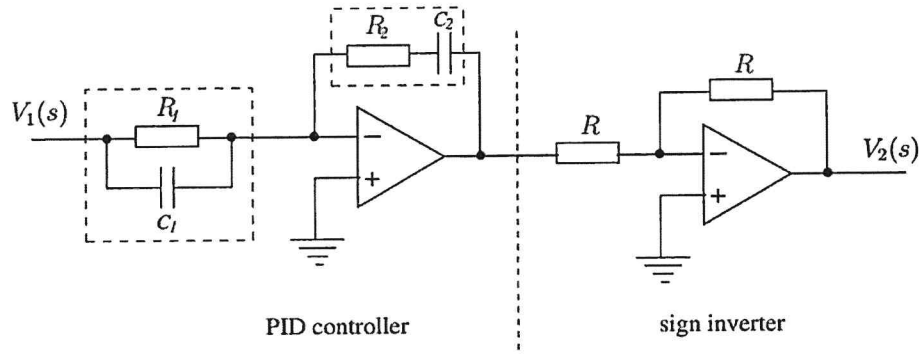 R₂
C₂
R
V₁(s)
R₁
R
V₂(s)
−
+
−
+
C₁
PID controller
sign inverter